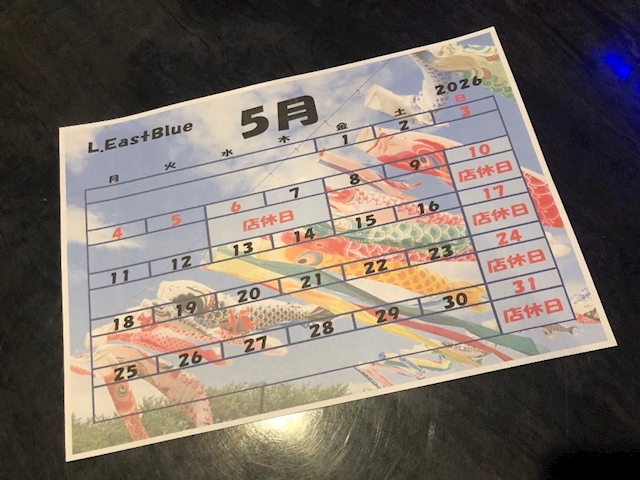 L.EastBlue 5月 2026
月 火 水 木 金 土 日
1 2 3
4 5 6 7 8 9 10
店休日 店休日
11 12 13 14 15 16 17
店休日
18 19 20 21 22 23 24
店休日
25 26 27 28 29 30 31
店休日